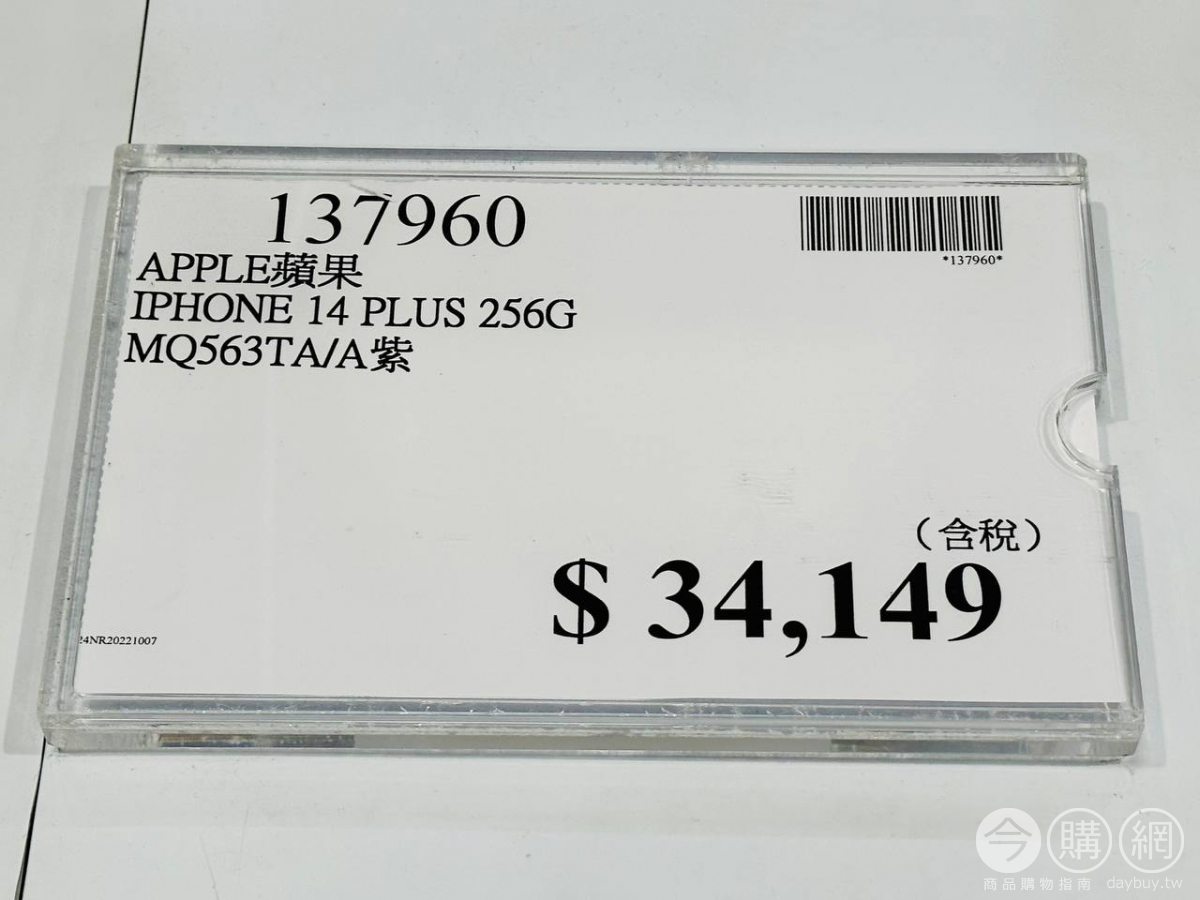 137960
*137960*
APPLE蘋果
IPHONE 14 PLUS 256G
MQ563TA/A紫
（含稅）
$ 34,149
24NR20221007
今購網
商品購物指南 daybuy.tw